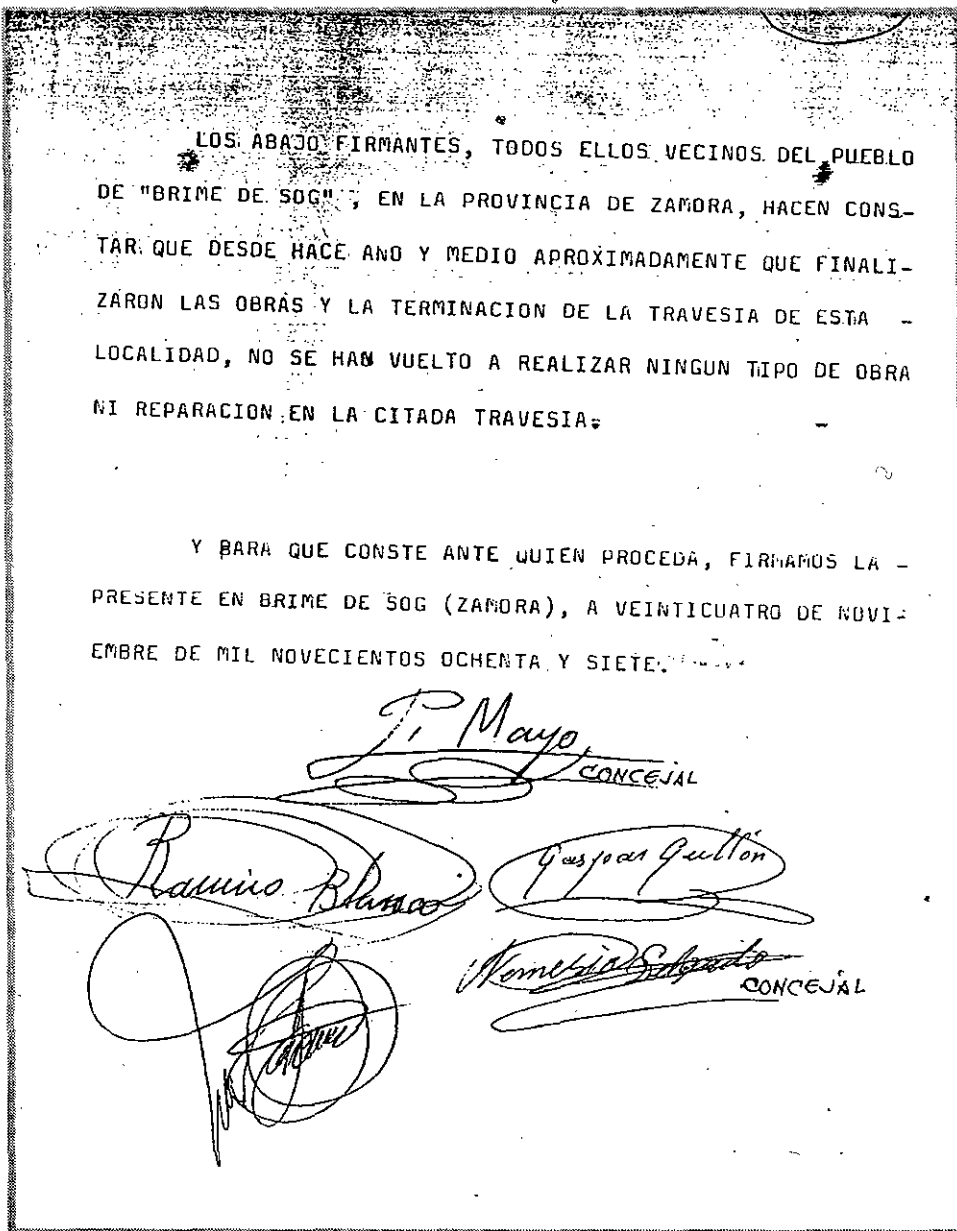 LOS ABAJO FIRMANTES, TODOS ELLOS VECINOS DEL PUEBLO
DE "BRIME DE SOG", EN LA PROVINCIA DE ZAMORA, HACEN CONS-
TAR QUE DESDE HACE ANO Y MEDIO APROXIMADAMENTE QUE FINALI-
ZARON LAS OBRAS Y LA TERMINACION DE LA TRAVESIA DE ESTA -
LOCALIDAD, NO SE HAN VUELTO A REALIZAR NINGUN TIPO DE OBRA
NI REPARACION EN LA CITADA TRAVESIA. -
Y PARA QUE CONSTE ANTE QUIEN PROCEDA, FIRMAMOS LA -
PRESENTE EN BRIME DE SOG (ZAMORA), A VEINTICUATRO DE NOVI-
EMBRE DE MIL NOVECIENTOS OCHENTA Y SIETE.
P. Mayo
CONCEJAL
Ramiro Blanco
Gaspar Gullón
Nemesio Salgado
CONCEJAL